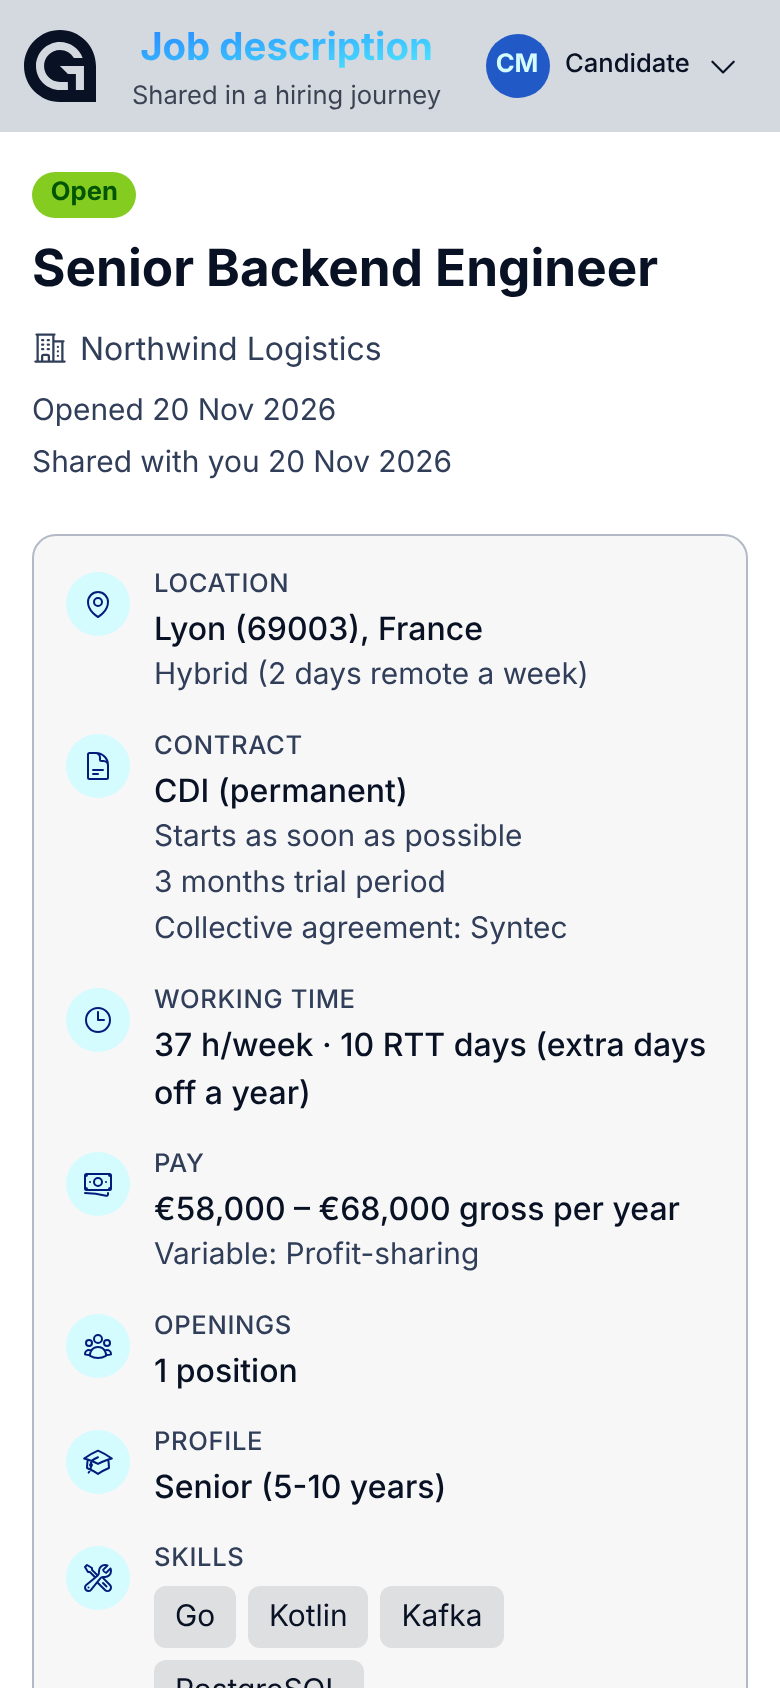 Job description
Shared in a hiring journey
CM
Candidate
Open
Senior Backend Engineer
Northwind Logistics
Opened 20 Nov 2026
Shared with you 20 Nov 2026
LOCATION
Lyon (69003), France
Hybrid (2 days remote a week)
CONTRACT
CDI (permanent)
Starts as soon as possible
3 months trial period
Collective agreement: Syntec
WORKING TIME
37 h/week · 10 RTT days (extra days
off a year)
PAY
€58,000 – €68,000 gross per year
Variable: Profit-sharing
OPENINGS
1 position
PROFILE
Senior (5-10 years)
SKILLS
Go Kotlin Kafka
PostgreSQL